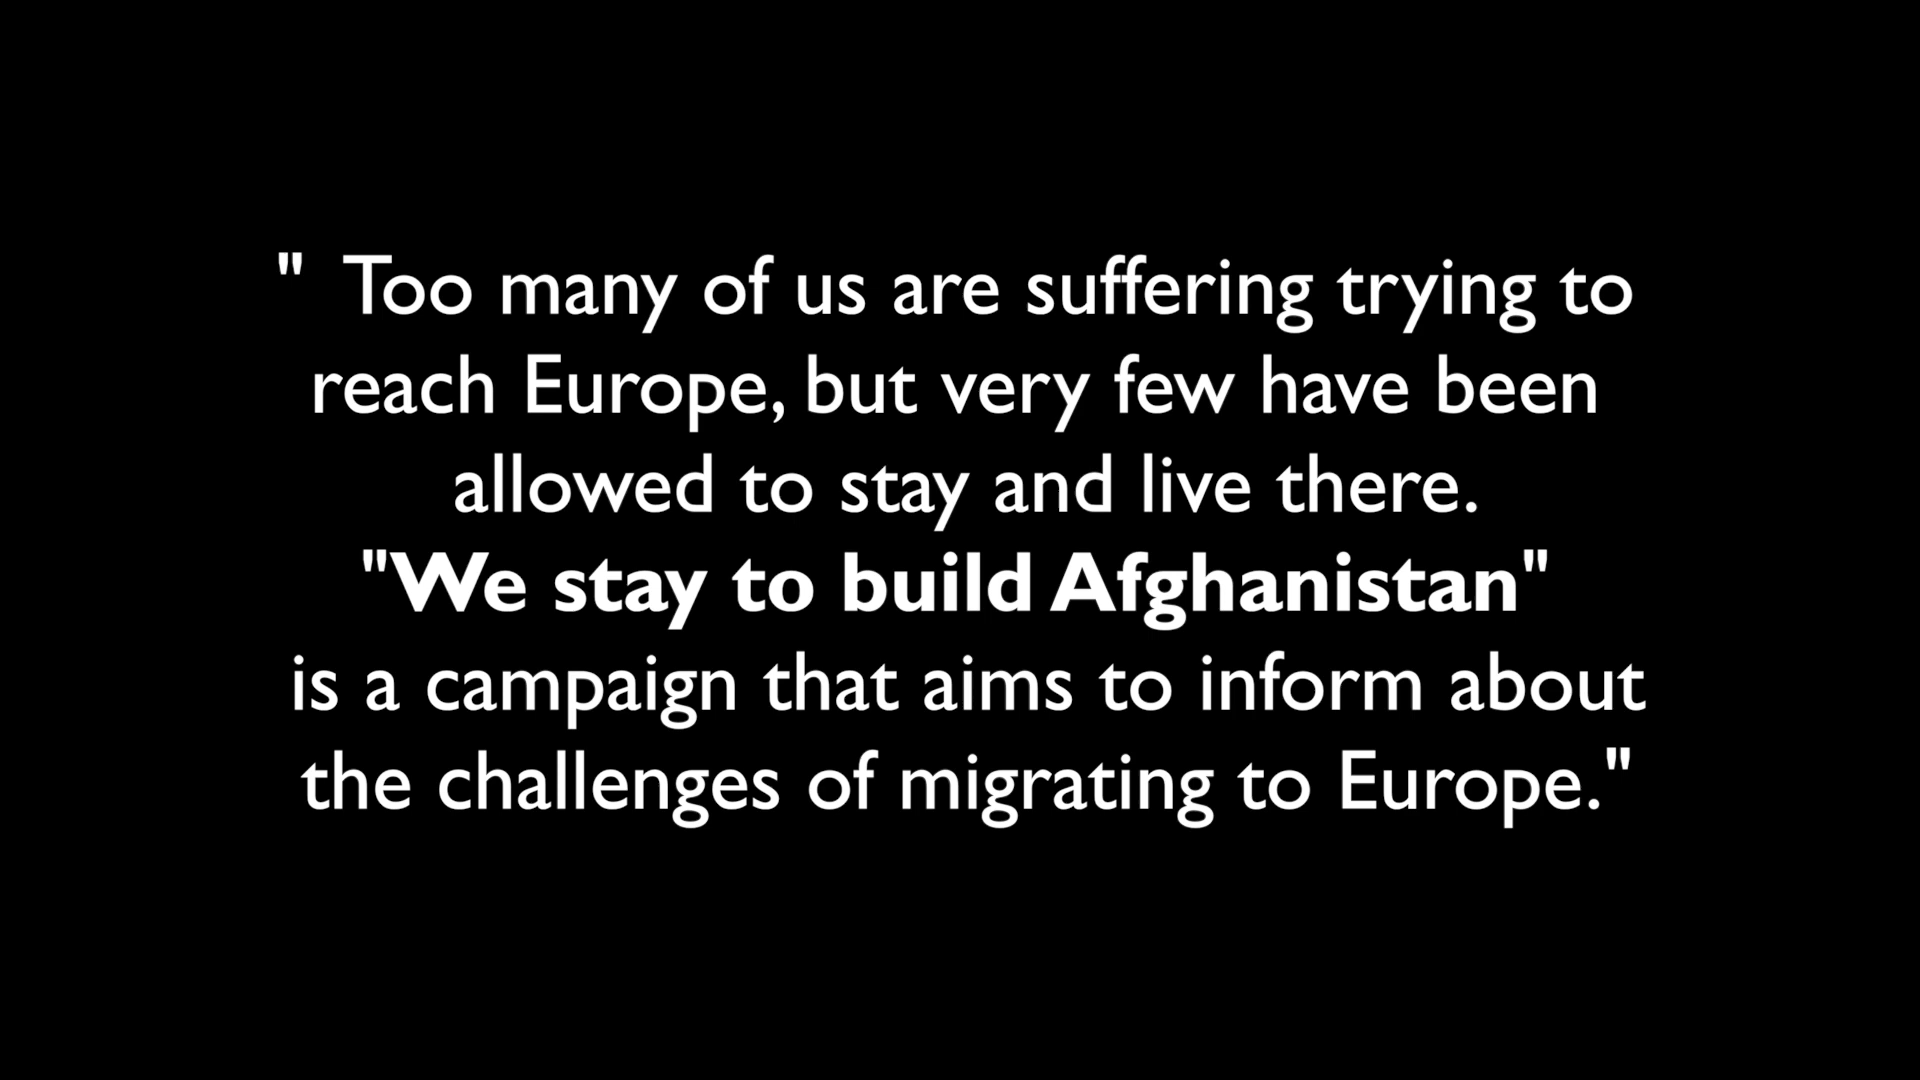 " Too many of us are suffering trying to
reach Europe, but very few have been
allowed to stay and live there.
"We stay to build Afghanistan"
is a campaign that aims to inform about
the challenges of migrating to Europe."